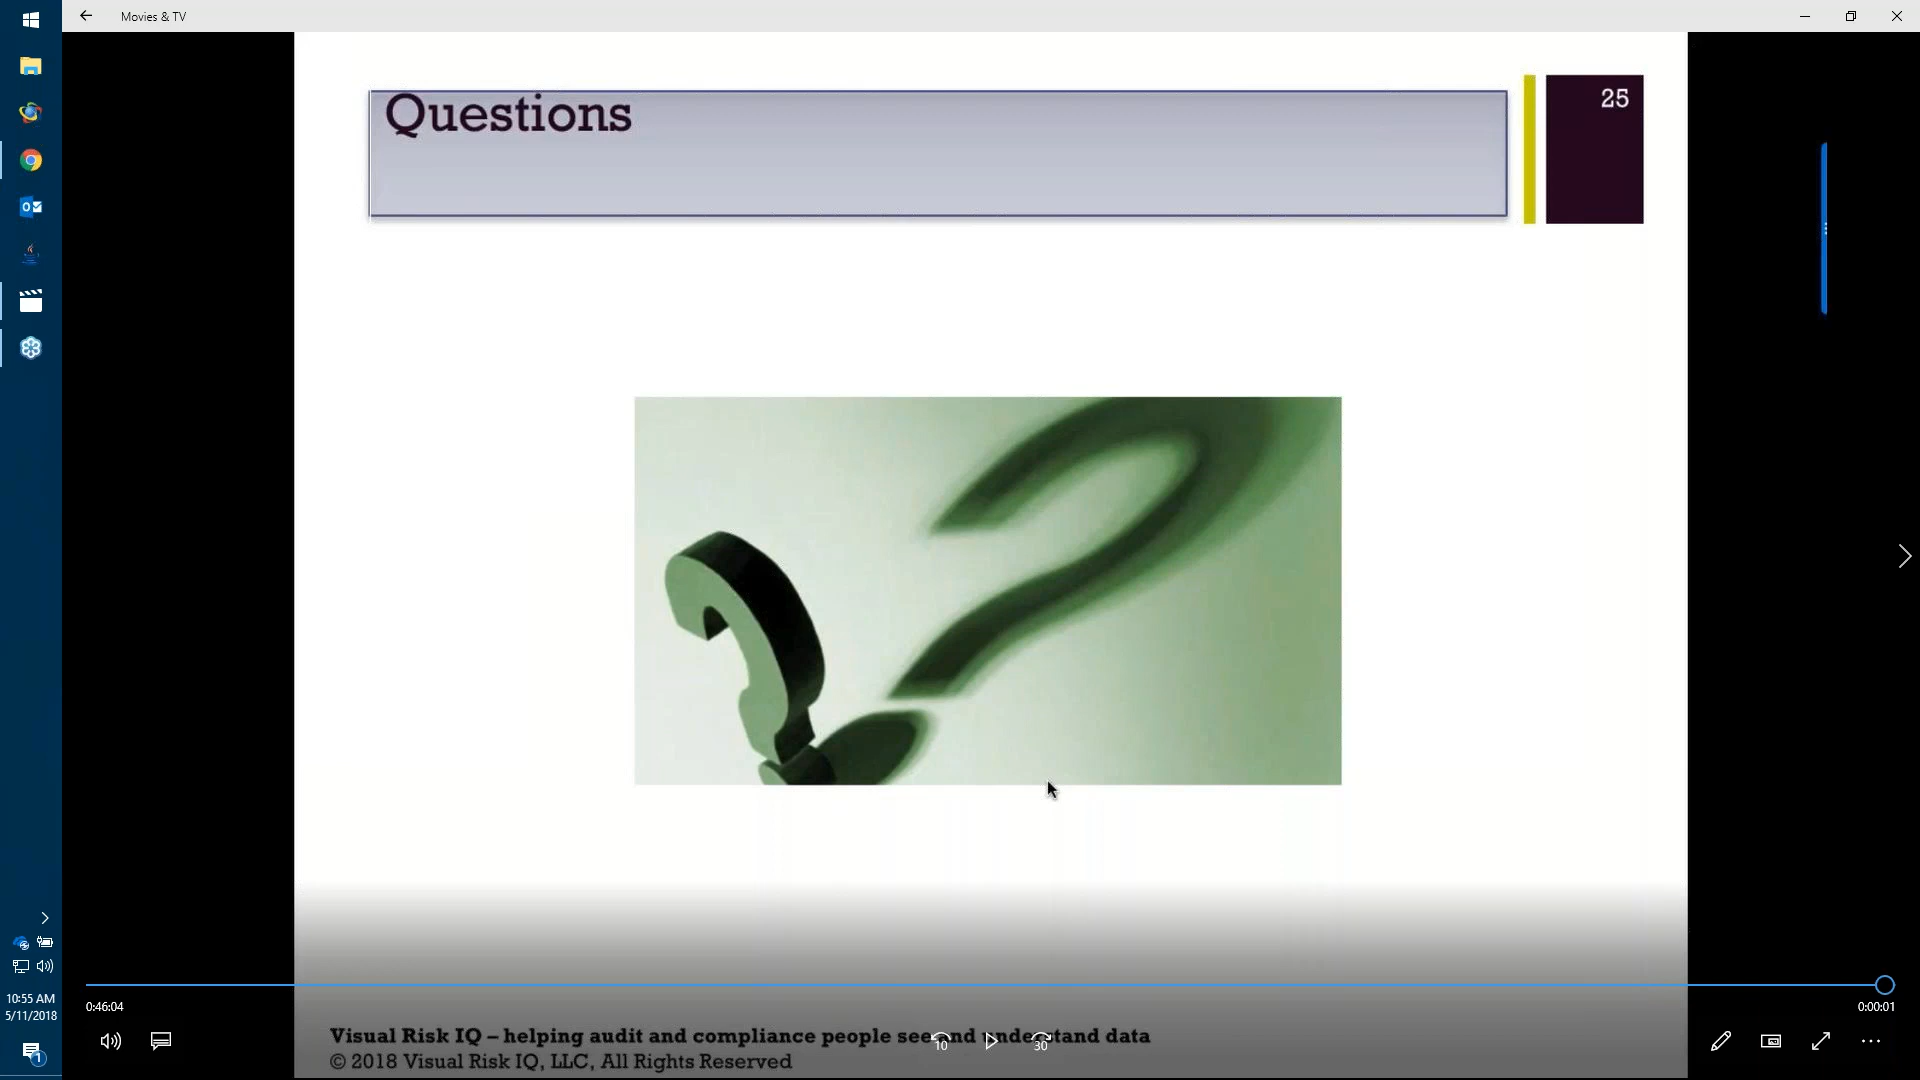 Movies & TV
Questions
25
10:55 AM
5/11/2018
1
0:46:04
0:00:01
Visual Risk IQ – helping audit and compliance people see and understand data
10
30
© 2018 Visual Risk IQ, LLC, All Rights Reserved